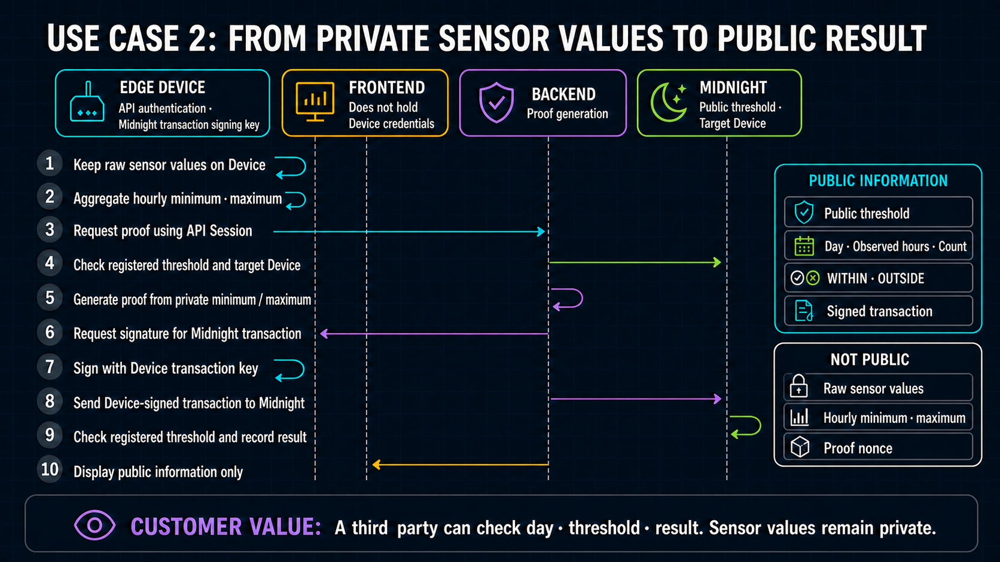 USE CASE 2: FROM PRIVATE SENSOR VALUES TO PUBLIC RESULT
EDGE DEVICE
API authentication ·
Midnight transaction signing key
FRONTEND
Does not hold
Device credentials
BACKEND
Proof generation
MIDNIGHT
Public threshold ·
Target Device
1 Keep raw sensor values on Device
2 Aggregate hourly minimum · maximum
3 Request proof using API Session
4 Check registered threshold and target Device
5 Generate proof from private minimum / maximum
6 Request signature for Midnight transaction
7 Sign with Device transaction key
8 Send Device-signed transaction to Midnight
9 Check registered threshold and record result
10 Display public information only
PUBLIC INFORMATION
Public threshold
Day · Observed hours · Count
WITHIN · OUTSIDE
Signed transaction
NOT PUBLIC
Raw sensor values
Hourly minimum · maximum
Proof nonce
CUSTOMER VALUE: A third party can check day · threshold · result. Sensor values remain private.